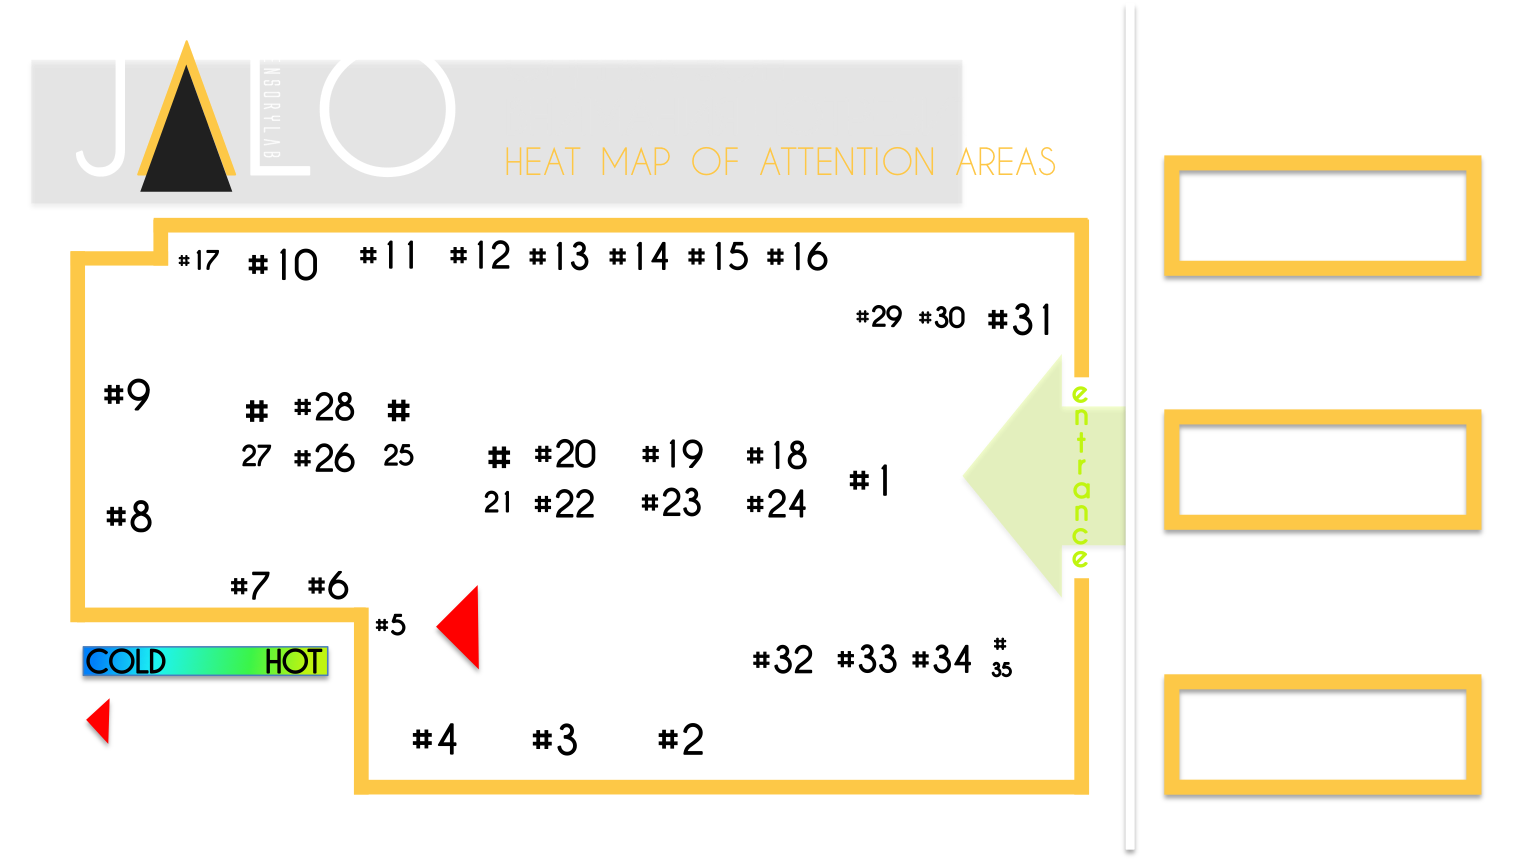 JALO
ENSORYLAB
HEAT MAP OF ATTENTION AREAS
#17 #10 #11 #12 #13 #14 #15 #16
#29 #30 #31
#9
# #28 #
27 #26 25
# #20 #19 #18
21 #22 #23 #24
#1
entrance
#8
#7 #6
#5
COLD HOT
#32 #33 #34 #
35
#4 #3 #2